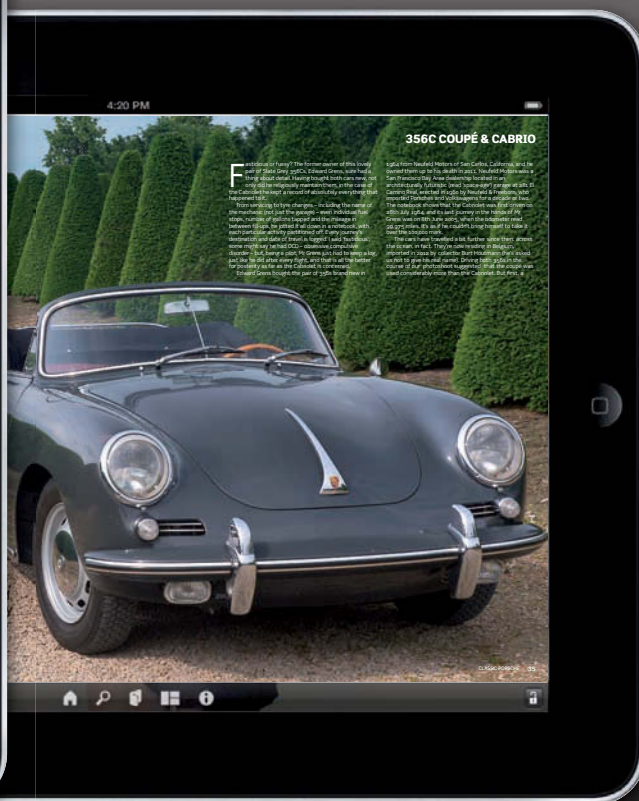 4:20 PM
356C COUPÉ & CABRIO
Fastidious or fussy? The former owner of this lovely
pair of Slate Grey 356Cs, Edward Gress, sure had a
thing about detail. Having bought both cars new, not
only did he religiously maintain them, in the case of
the Cabriolet he kept a record of absolutely everything that
happened to it.
From servicing to tyre changes – including the name of
the mechanic (not just the garage) – even individual fuel
stops, number of gallons tapped and the mileage in
between fill-ups, he jotted it all down in a notebook, with
each particular activity partitioned off. Every journey's
destination and date of travel is logged. I said 'fastidious';
some might say he had OCD – obsessive compulsive
disorder – but, being a pilot, Mr Gress just had to keep a log,
just like he did after every flight, and that is all the better
for posterity as far as the Cabriolet is concerned.
Edward Gress bought the pair of 356s brand new in
1964 from Neufeld Motors of San Carlos, California, and he
owned them up to his death in 2011. Neufeld Motors was a
San Francisco Bay Area dealership located in an
architecturally futuristic (read 'space-age') garage at 281 El
Camino Real, erected in 1960 by Neufeld & Freeborn, who
imported Porsches and Volkswagens for a decade or two.
The notebook shows that the Cabriolet was first driven on
18th July 1964, and its last journey in the hands of Mr
Gress was on 8th June 2005, when the odometer read
99,975 miles. It's as if he couldn't bring himself to take it
over the 100,000 mark.
The cars have travelled a bit further since then: across
the ocean, in fact. They're now residing in Belgium,
imported in 2012 by collector Burt Houtman (he's asked
us not to give his real name). Driving both 356s in the
course of our photoshoot suggested that the coupé was
used considerably more than the Cabriolet. But first, a
CLASSIC PORSCHE 35